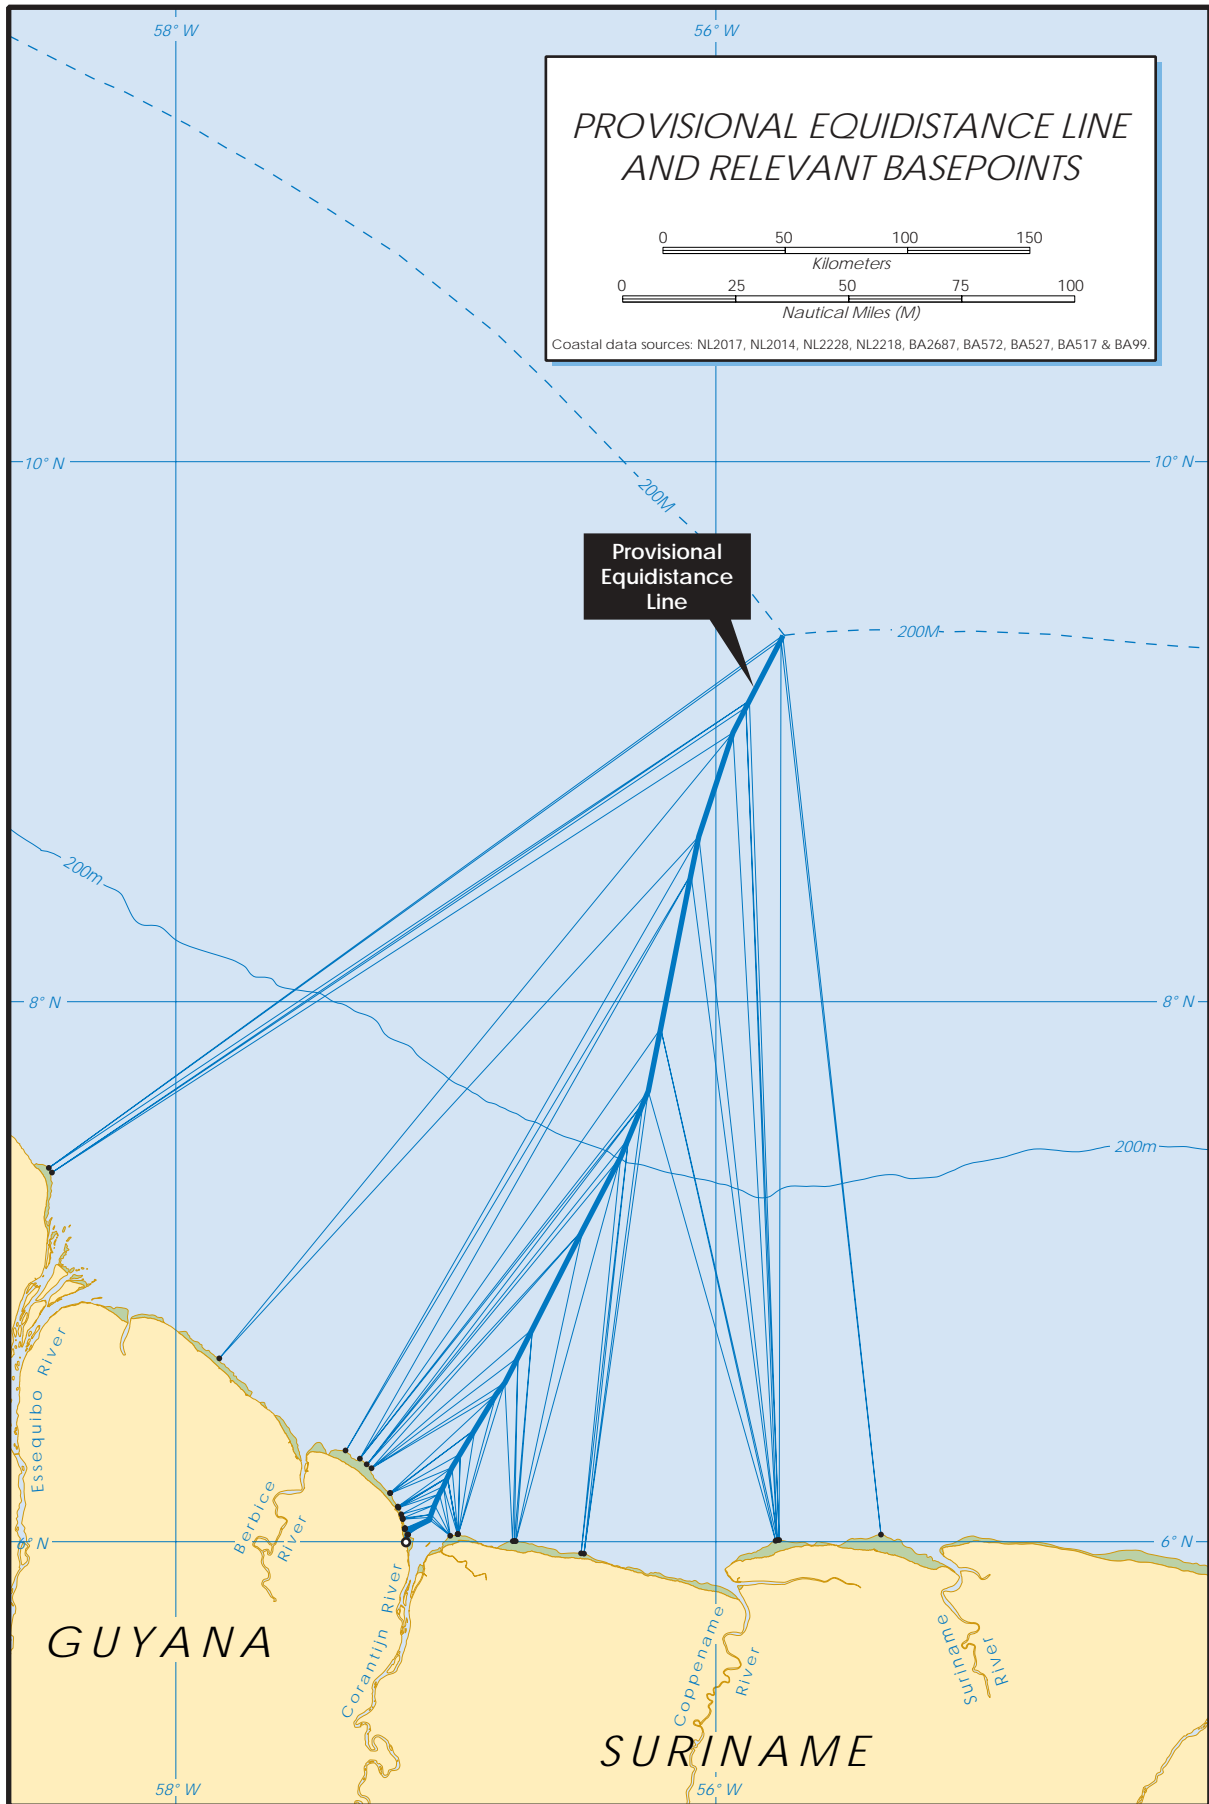 58° W
56° W
PROVISIONAL EQUIDISTANCE LINE
AND RELEVANT BASEPOINTS
0 50 100 150
Kilometers
0 25 50 75 100
Nautical Miles (M)
Coastal data sources: NL2017, NL2014, NL2228, NL2218, BA2687, BA572, BA527, BA517 & BA99.
10° N
10° N
200M
Provisional
Equidistance
Line
200M
200m
8° N
8° N
200m
Essequibo River
Berbice
River
6° N
6° N
Corantijn River
Coppename
River
Suriname
River
GUYANA
SURINAME
58° W
56° W